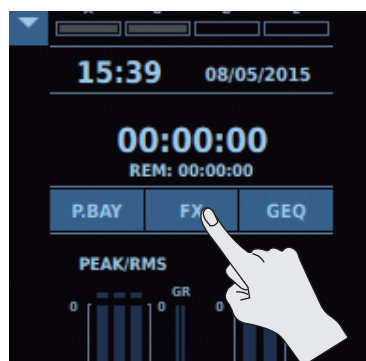 15:39 08/05/2015
00:00:00
REM: 00:00:00
P.BAY FX GEQ
PEAK/RMS
GR
0 0 0